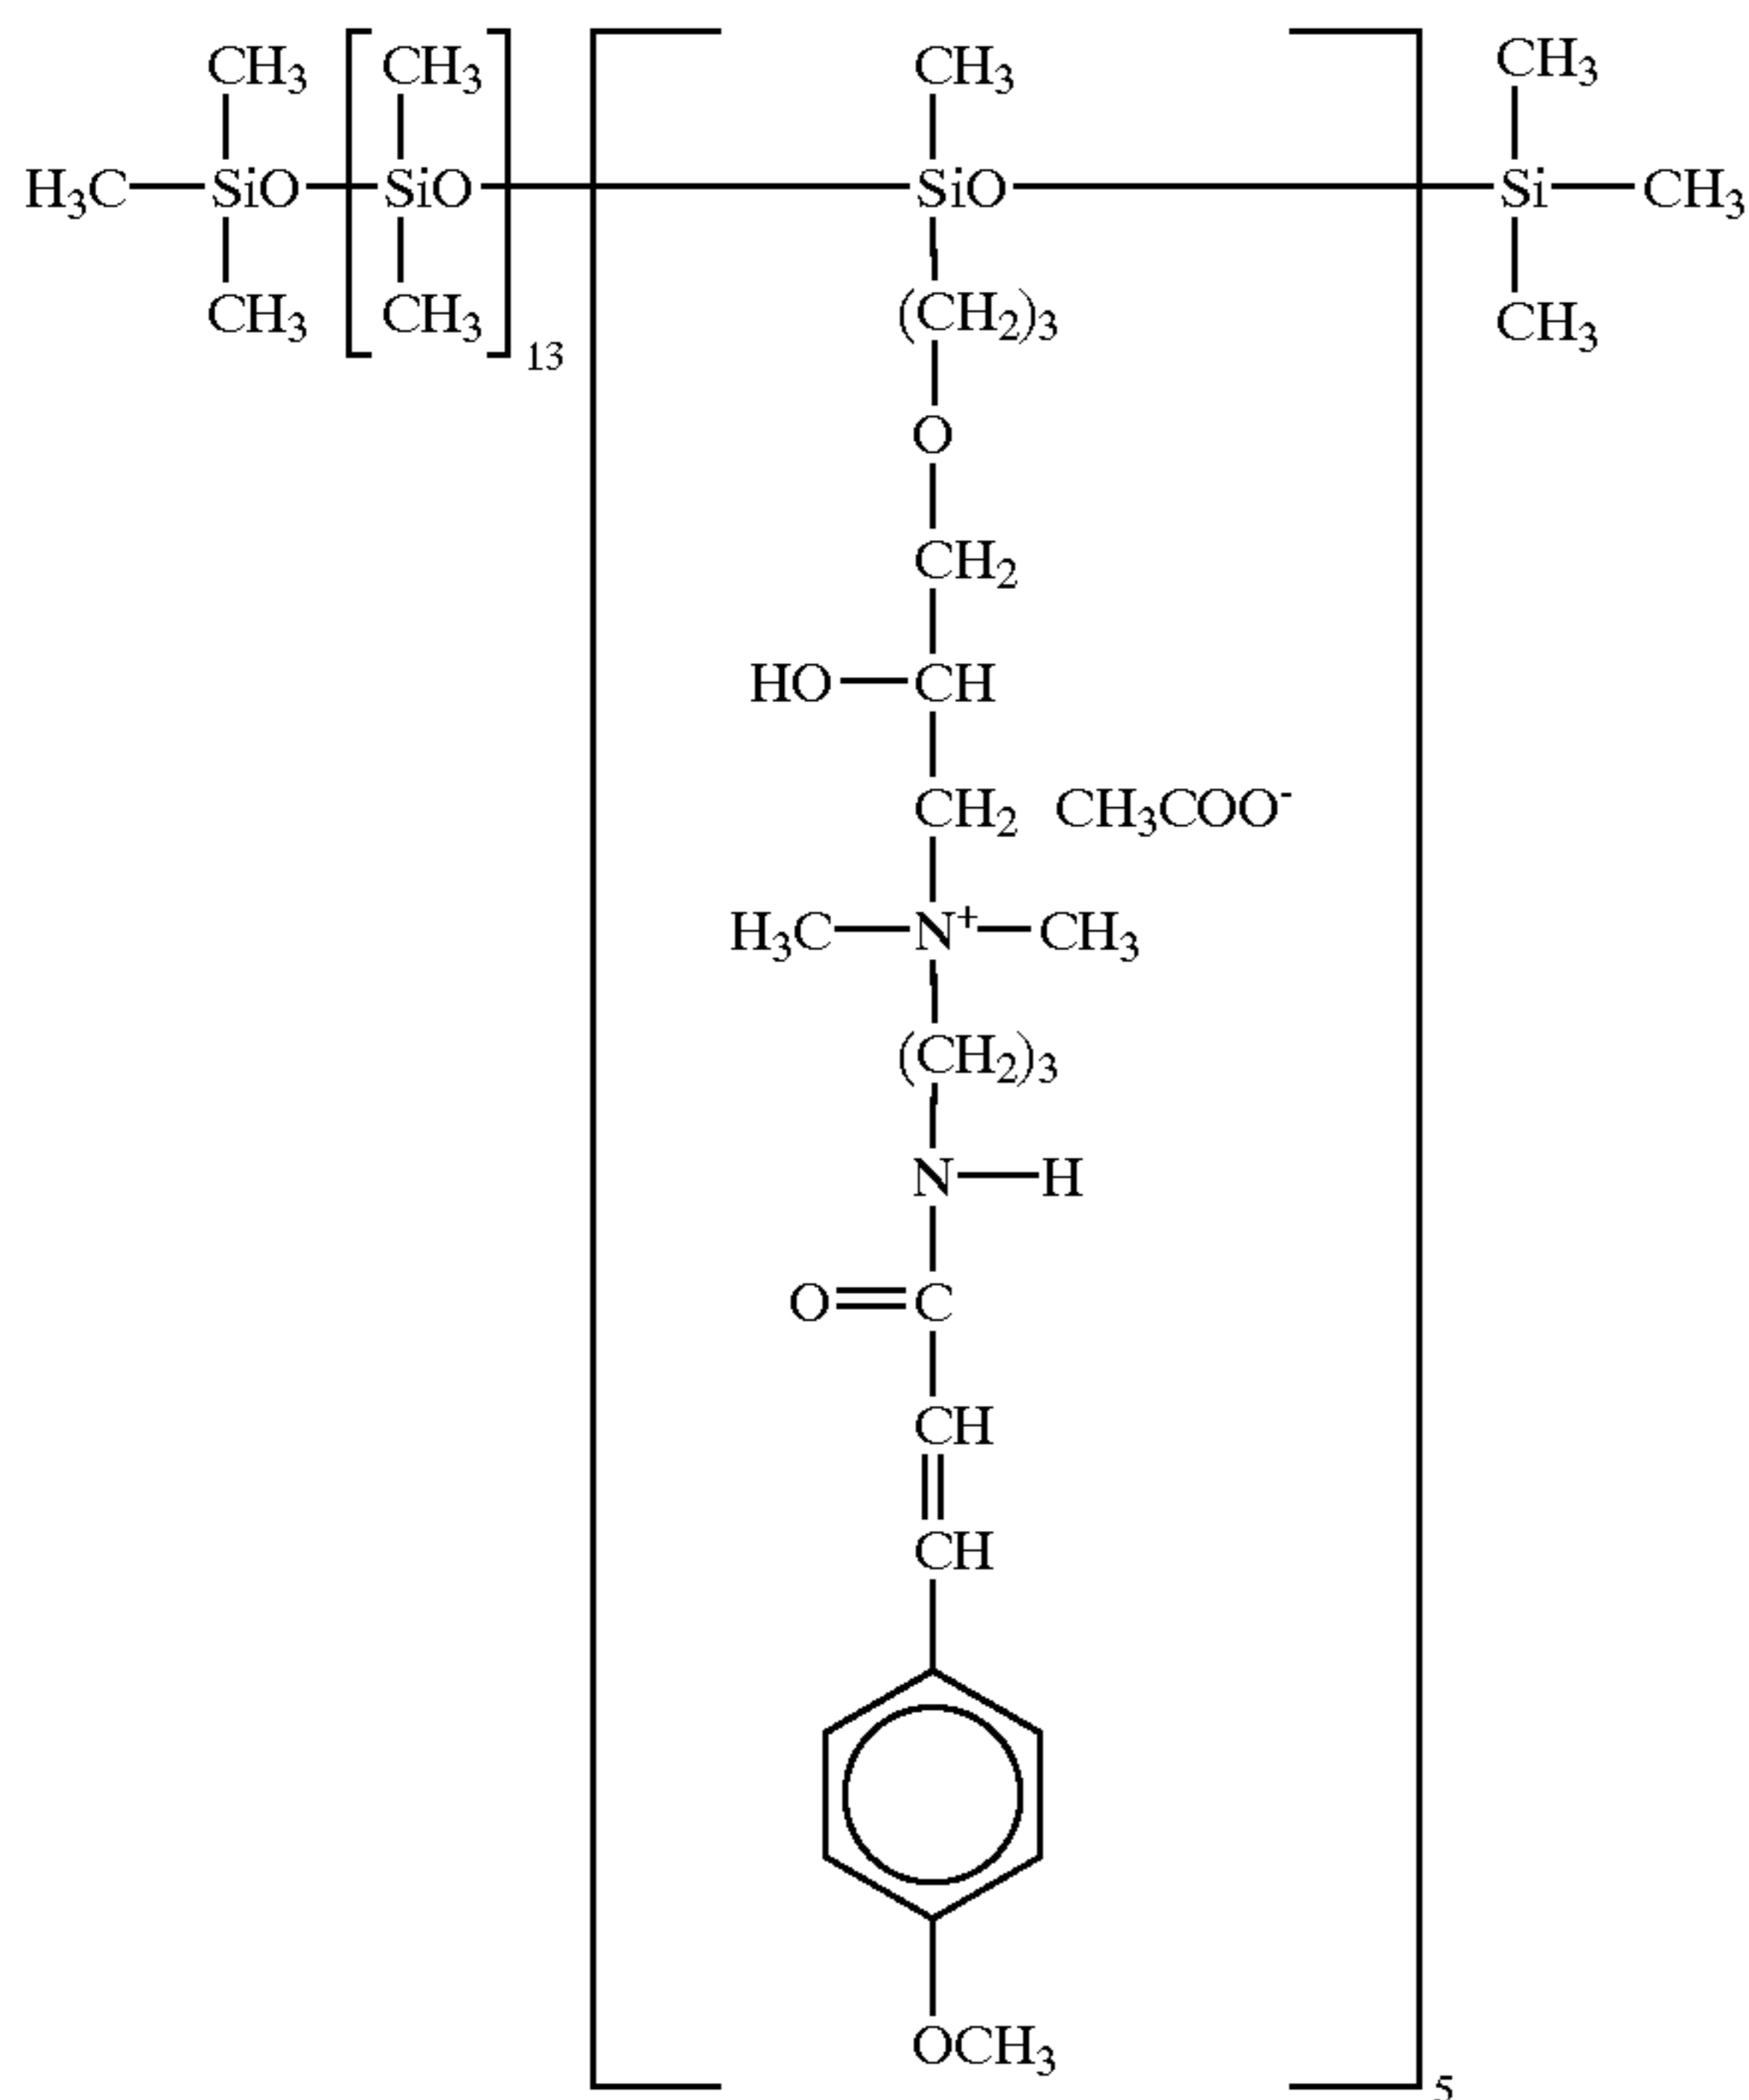 CH3 CH3 CH3 CH3
H3C SiO SiO SiO Si CH3
CH3 CH3 (CH2)3 CH3
13
O
CH2
HO CH
CH2 CH3COO-
H3C N+ CH3
(CH2)3
N H
O C
CH
CH
OCH3
5